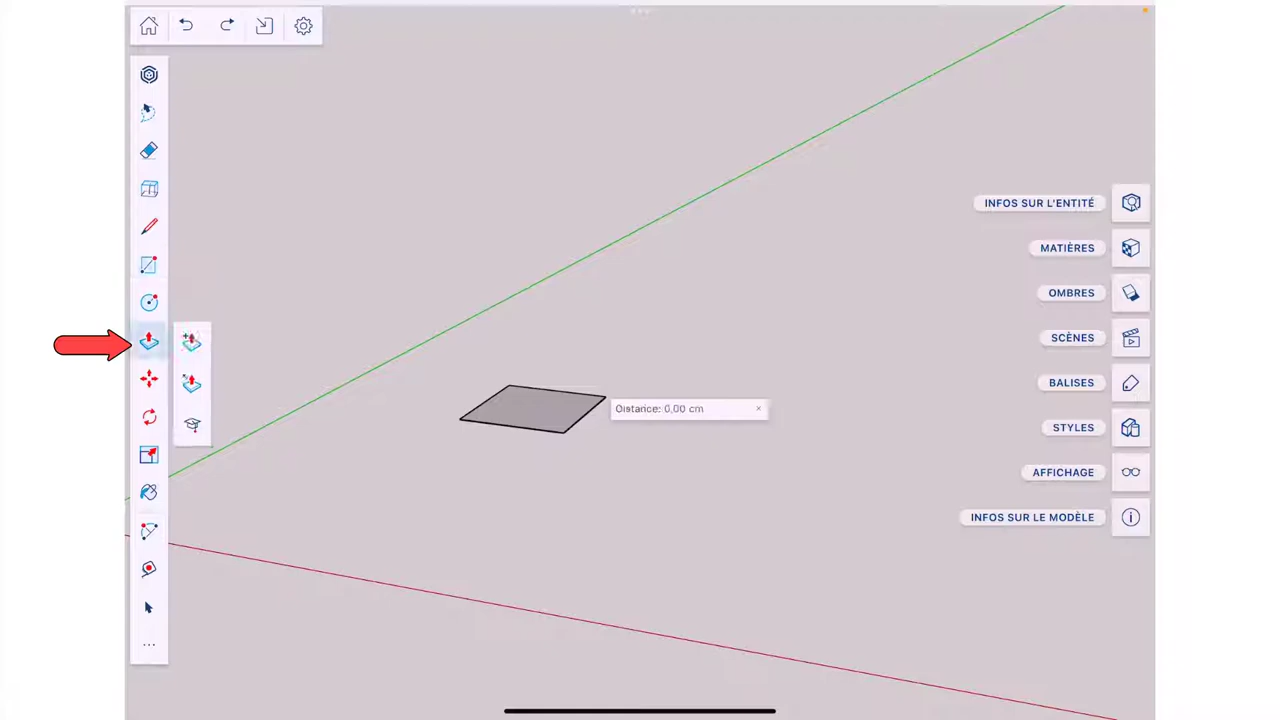 INFOS SUR L'ENTITÉ
MATIÈRES
OMBRES
SCÈNES
BALISES
Distance: 0,00 cm
STYLES
AFFICHAGE
INFOS SUR LE MODÈLE